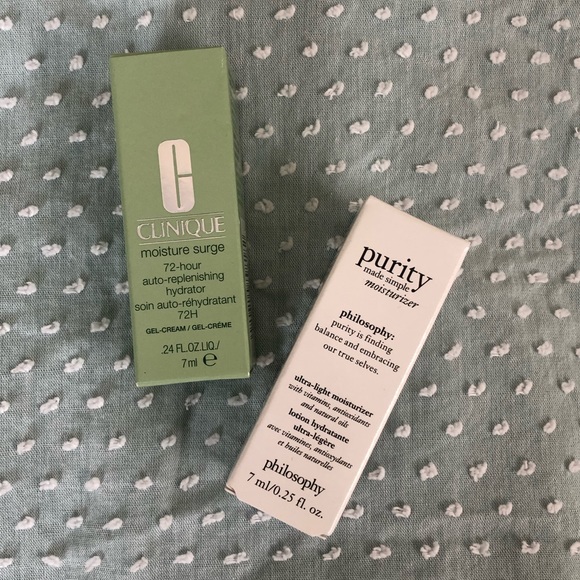 C
CLINIQUE
moisture surge
72-hour
auto-replenishing
hydrator
soin auto-réhydratant
72H
GEL-CREAM / GEL-CRÈME
.24 FL.OZ.LIQ./
7 ml ℮
purity
made simple
moisturizer
philosophy:
purity is finding
balance and embracing
our true selves.
ultra-light moisturizer
with vitamins, antioxidants
and natural oils
lotion hydratante
ultra-légère
avec vitamines, antioxydants
et huiles naturelles
philosophy
7 ml/0.25 fl. oz.